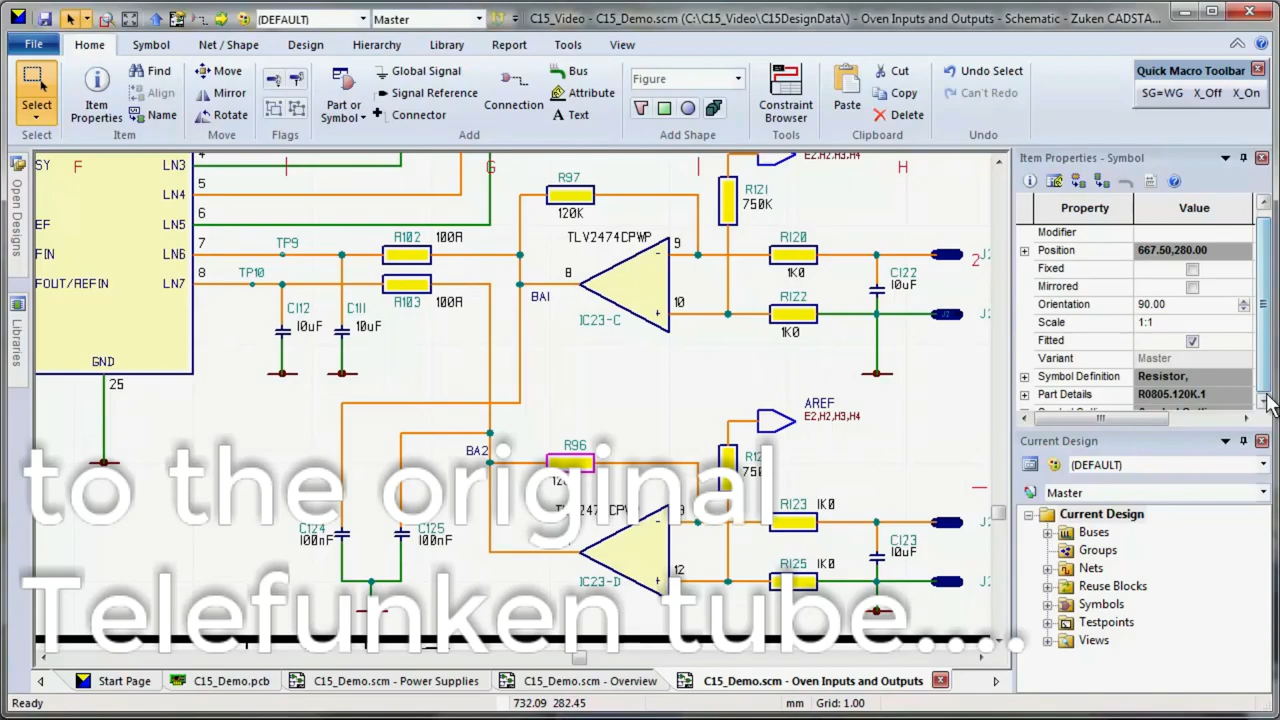 (DEFAULT) Master C15_Video - C15_Demo.scm (C:\C15_Video\C15DesignData\) - Oven Inputs and Outputs - Schematic - Zuken CADSTA...
File Home Symbol Net / Shape Design Hierarchy Library Report Tools View
Select
Select
Item Properties
Find
Align
Name
Item
Move
Mirror
Rotate
Move
Flags
Part or Symbol
Global Signal
Signal Reference
Connector
Connection
Bus
Attribute
Text
Add
Figure
Add Shape
Constraint Browser
Tools
Paste
Cut
Copy
Delete
Clipboard
Undo Select
Can't Redo
Undo
Quick Macro Toolbar
SG=WG X_Off X_On
Open Designs
Libraries
F G H
SY LN3 4
LN4 5
EF LN5 6
FIN LN6 7 TP9 R102 100R
FOUT/REFIN LN7 8 TP10 R103 100R
C112 10uF C111 10uF
GND
25
R97
120K
TLV2474CPWP
9
8
10
BA1
IC23-C
E2,H2,H3,H4
R121
750K
R120
1K0
R122
1K0
C122
10uF
2
J2
AREF
E2,H2,H3,H4
BA2
R96
C124
100nF
C125
100nF
IC23-D
12
R123 1K0
R125 1K0
C123
10uF
to the original
Telefunken tube....
Item Properties - Symbol
Property Value
Modifier
Position 667.50,280.00
Fixed
Mirrored
Orientation 90.00
Scale 1:1
Fitted
Variant Master
Symbol Definition Resistor,
Part Details R0805.120K.1
Current Design
(DEFAULT)
Master
Current Design
Buses
Groups
Nets
Reuse Blocks
Symbols
Testpoints
Views
Start Page C15_Demo.pcb C15_Demo.scm - Power Supplies C15_Demo.scm - Overview C15_Demo.scm - Oven Inputs and Outputs
Ready 732.09 282.45 mm Grid: 1.00